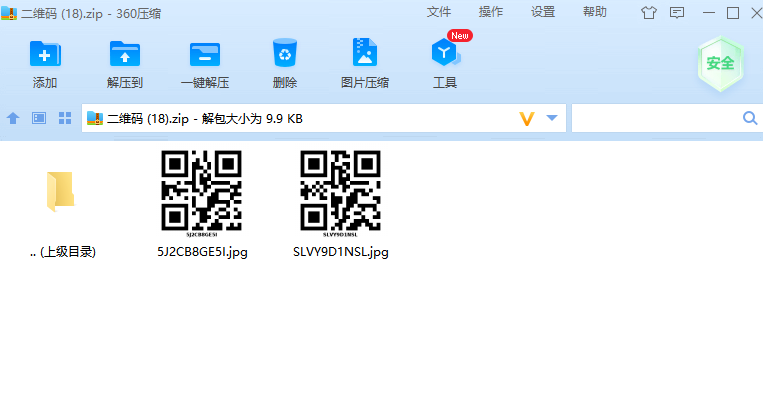 二维码 (18).zip - 360压缩
文件 操作 设置 帮助
New
添加 解压到 一键解压 删除 图片压缩 工具
安全
二维码 (18).zip - 解包大小为 9.9 KB
5J2CB8GE5I SLVY9D1NSL
.. (上级目录) 5J2CB8GE5I.jpg SLVY9D1NSL.jpg